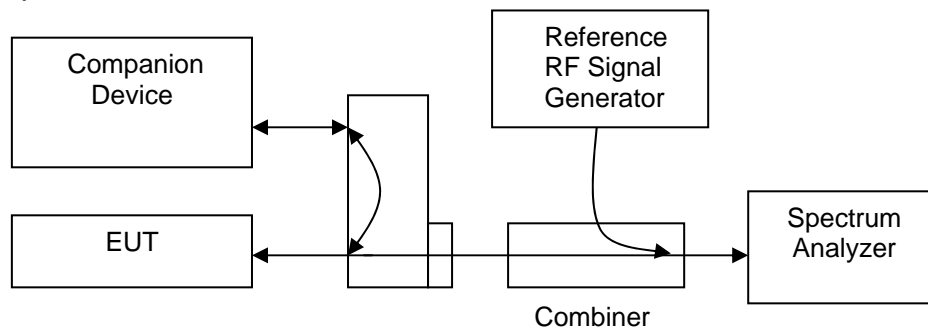 Companion
Device
Reference
RF Signal
Generator
EUT
Spectrum
Analyzer
Combiner